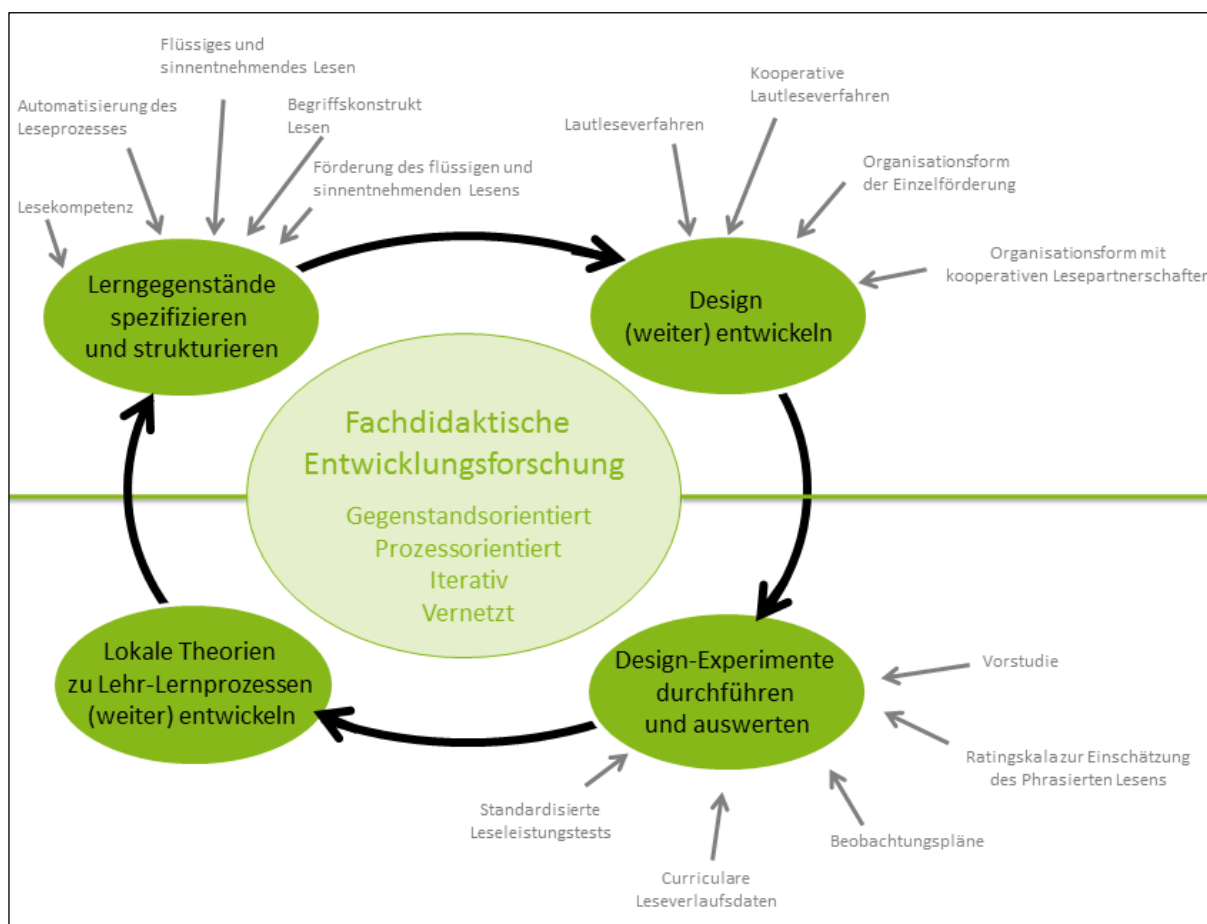 Flüssiges und
sinnentnehmendes Lesen
Automatisierung des
Leseprozesses
Begriffskonstrukt
Lesen
Förderung des flüssigen und
sinnentnehmenden Lesens
Lesekompetenz
Lerngegenstände
spezifizieren
und strukturieren
Kooperative
Lautleseverfahren
Lautleseverfahren
Organisationsform
der Einzelförderung
Organisationsform mit
kooperativen Lesepartnerschafter
Design
(weiter) entwickeln
Fachdidaktische
Entwicklungsforschung
Gegenstandsorientiert
Prozessorientiert
Iterativ
Vernetzt
Lokale Theorien
zu Lehr-Lernprozessen
(weiter) entwickeln
Design-Experimente
durchführen
und auswerten
Vorstudie
Ratingskalazur Einschätzung
des Phrasierten Lesens
Beobachtungspläne
Standardisierte
Leseleistungstests
Curriculare
Leseverlaufsdaten